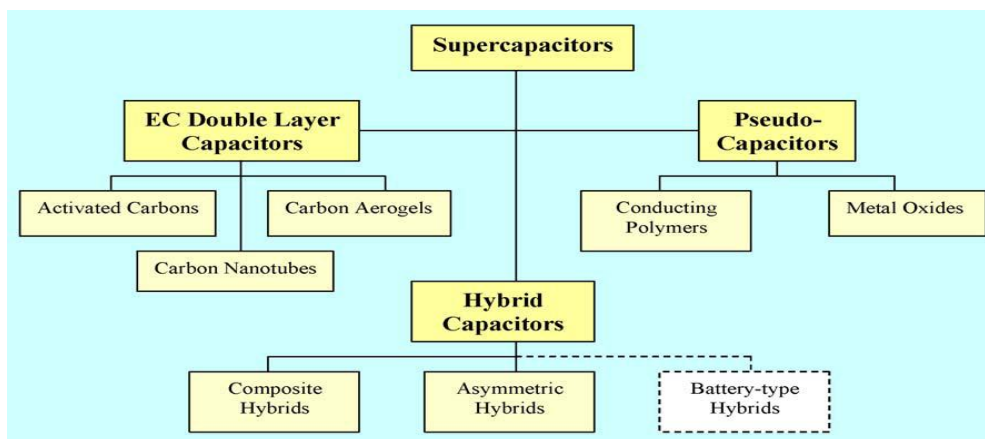 Supercapacitors
EC Double Layer
Capacitors
Pseudo-
Capacitors
Activated Carbons
Carbon Aerogels
Conducting
Polymers
Metal Oxides
Carbon Nanotubes
Hybrid
Capacitors
Composite
Hybrids
Asymmetric
Hybrids
Battery-type
Hybrids